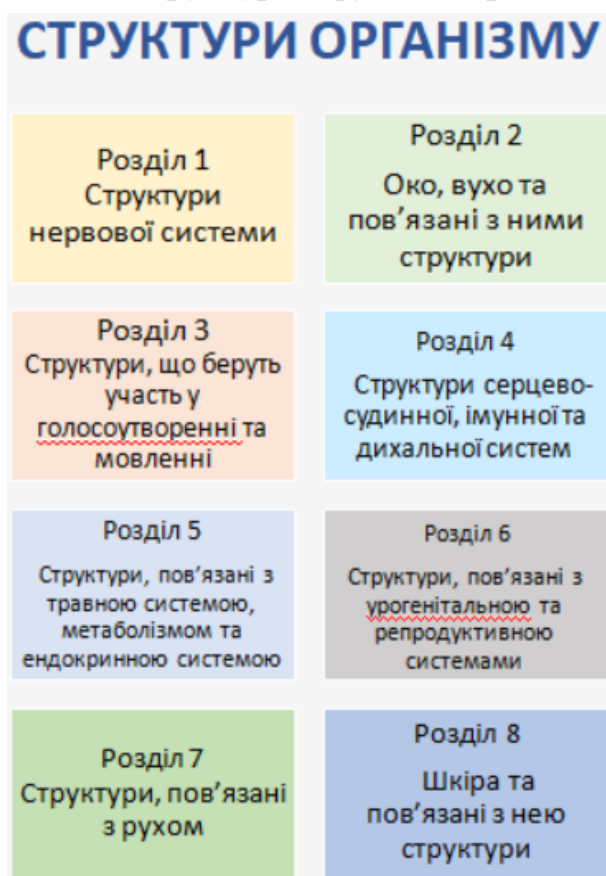 СТРУКТУРИ ОРГАНІЗМУ
Розділ 1
Структури
нервової системи
Розділ 2
Око, вухо та
пов’язані з ними
структури
Розділ 3
Структури, що беруть
участь у
голосоутворенні та
мовленні
Розділ 4
Структури серцево-
судинної, імунної та
дихальної систем
Розділ 5
Структури, пов’язані з
травною системою,
метаболізмом та
ендокринною системою
Розділ 6
Структури, пов’язані з
урогенітальною та
репродуктивною
системами
Розділ 7
Структури, пов’язані
з рухом
Розділ 8
Шкіра та
пов’язані з нею
структури